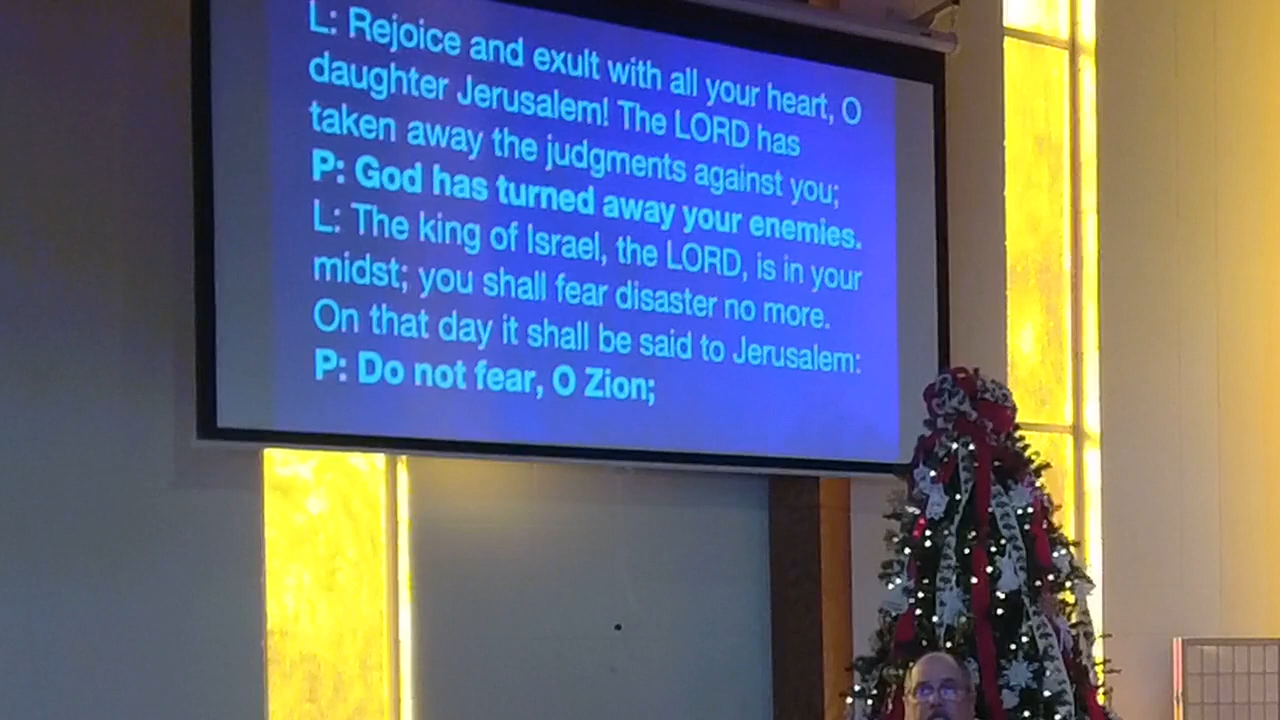 L: Rejoice and exult with all your heart, O
daughter Jerusalem! The LORD has
taken away the judgments against you;
P: God has turned away your enemies.
L: The king of Israel, the LORD, is in your
midst; you shall fear disaster no more.
On that day it shall be said to Jerusalem:
P: Do not fear, O Zion;